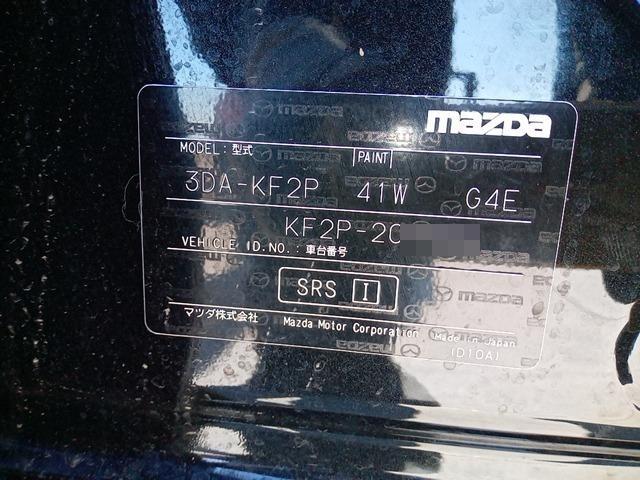 mazda
MODEL: 型式 PAINT
3DA-KF2P 41W G4E
KF2P-20
VEHICLE ID.NO.: 車台番号
SRS I
マツダ株式会社 Mazda Motor Corporation Made in Japan
(D10A)